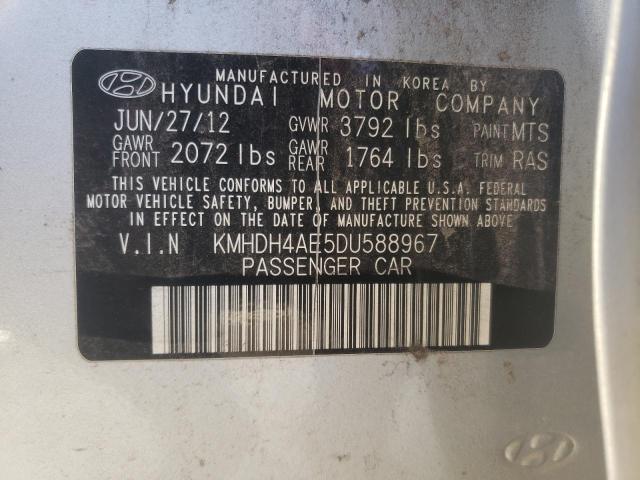 MANUFACTURED IN KOREA BY
HYUNDAI MOTOR COMPANY
JUN/27/12 GVWR 3792 lbs PAINT MTS
GAWR FRONT 2072 lbs GAWR REAR 1764 lbs TRIM RAS
THIS VEHICLE CONFORMS TO ALL APPLICABLE U.S.A. FEDERAL
MOTOR VEHICLE SAFETY, BUMPER, AND THEFT PREVENTION STANDARDS
IN EFFECT ON THE DATE OF MANUFACTURE SHOWN ABOVE
V.I.N KMHDH4AE5DU588967
PASSENGER CAR